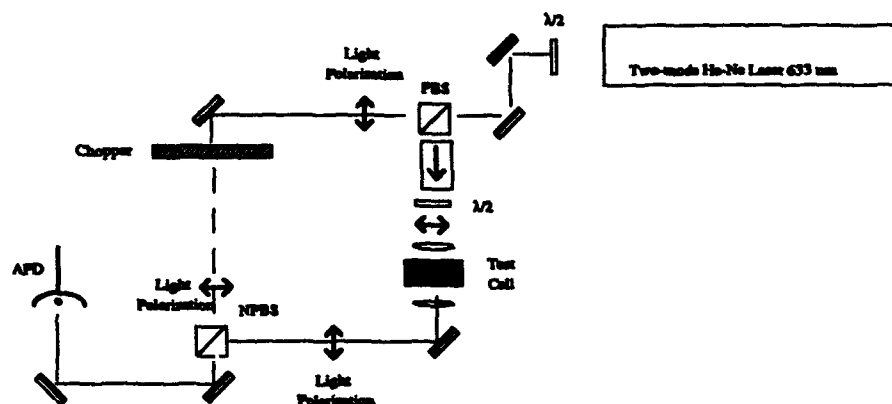 λ/2
Two-mode He-Ne Laser 633 nm
Light
Polarization
PBS
Chopper
λ/2
Test
Cell
APD
Light
Polarization
NPBS
Light
Polarization